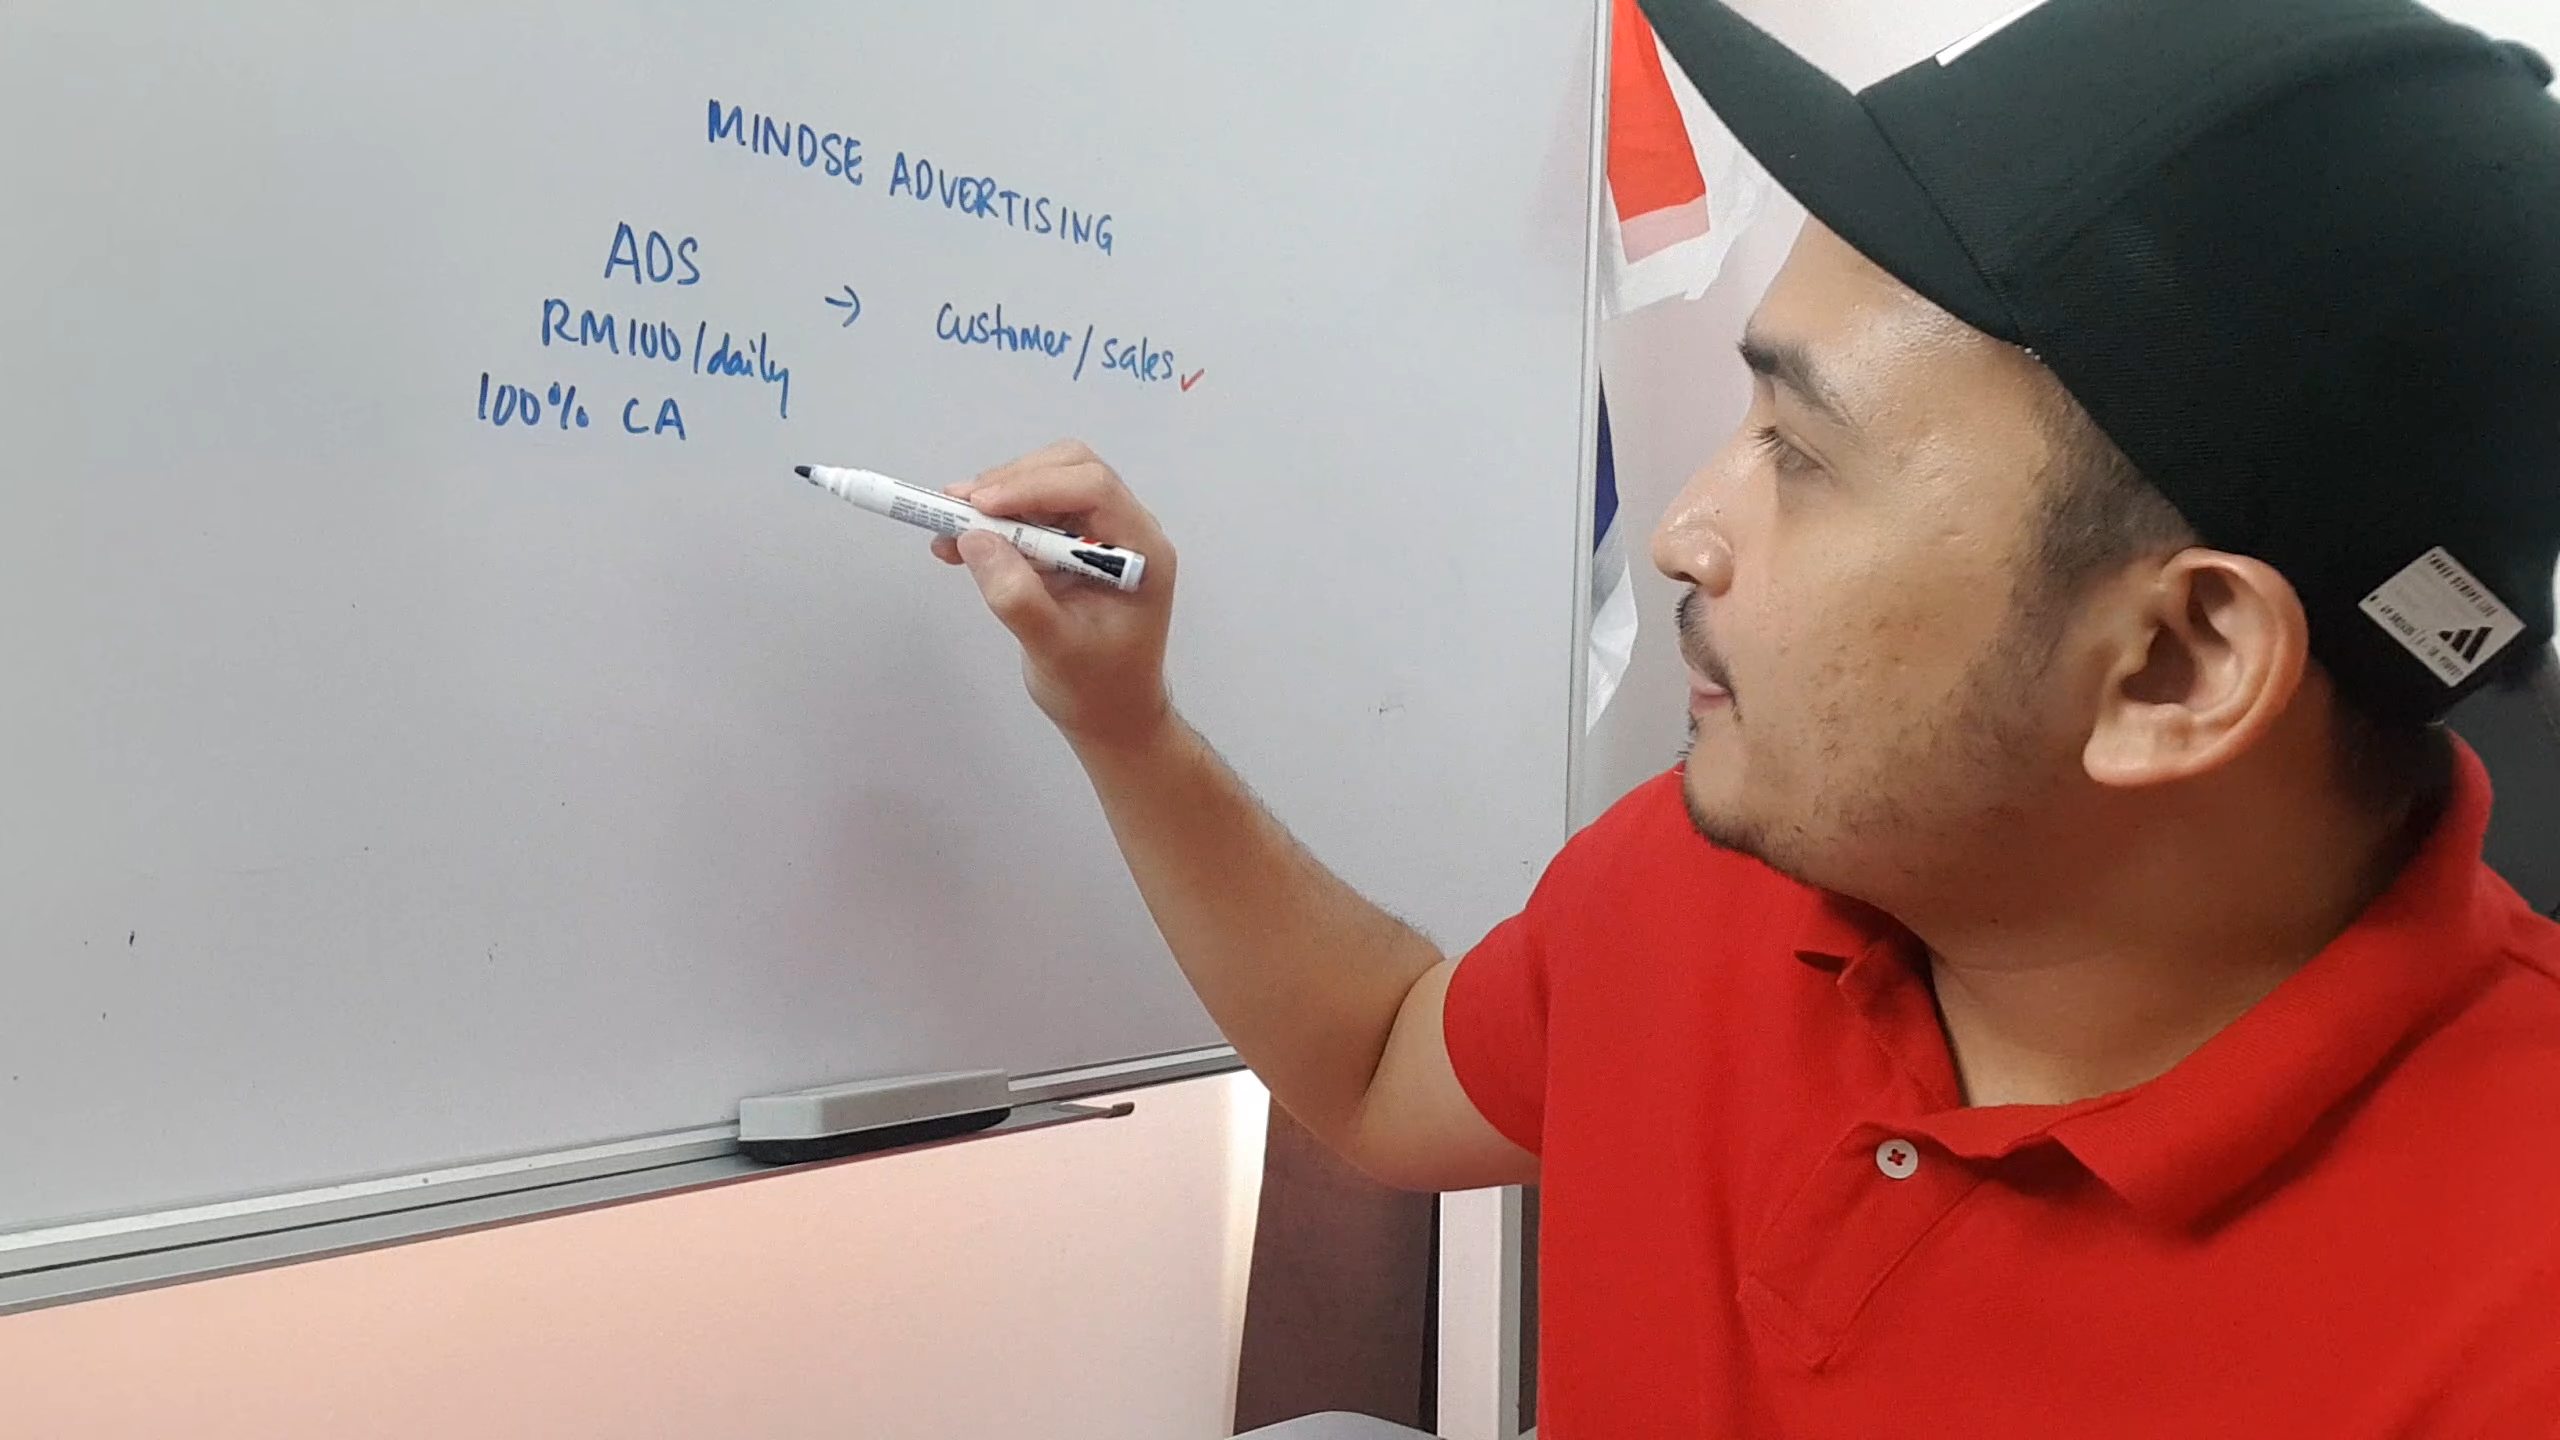 MINDSE ADVERTISING
ADS
RM100/daily → customer/sales ✓
100% CA